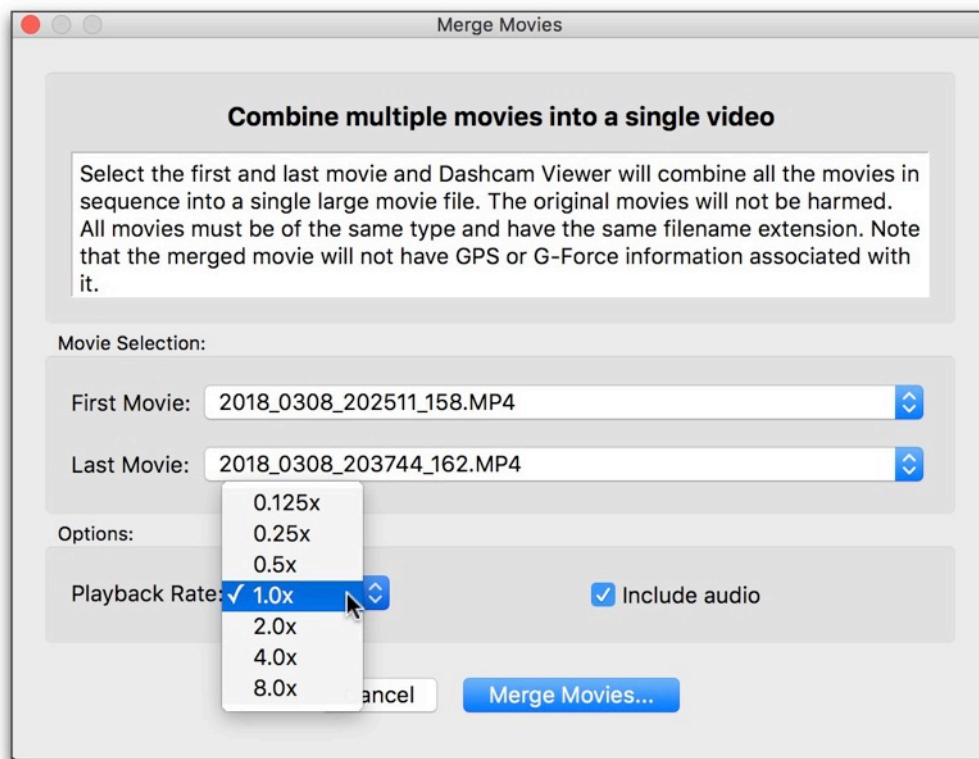 Merge Movies
Combine multiple movies into a single video
Select the first and last movie and Dashcam Viewer will combine all the movies in
sequence into a single large movie file. The original movies will not be harmed.
All movies must be of the same type and have the same filename extension. Note
that the merged movie will not have GPS or G-Force information associated with
it.
Movie Selection:
First Movie: 2018_0308_202511_158.MP4
Last Movie: 2018_0308_203744_162.MP4
0.125x
Options:
0.25x
0.5x
Playback Rate: ✓ 1.0x Include audio
2.0x
4.0x
8.0x
ancel Merge Movies...